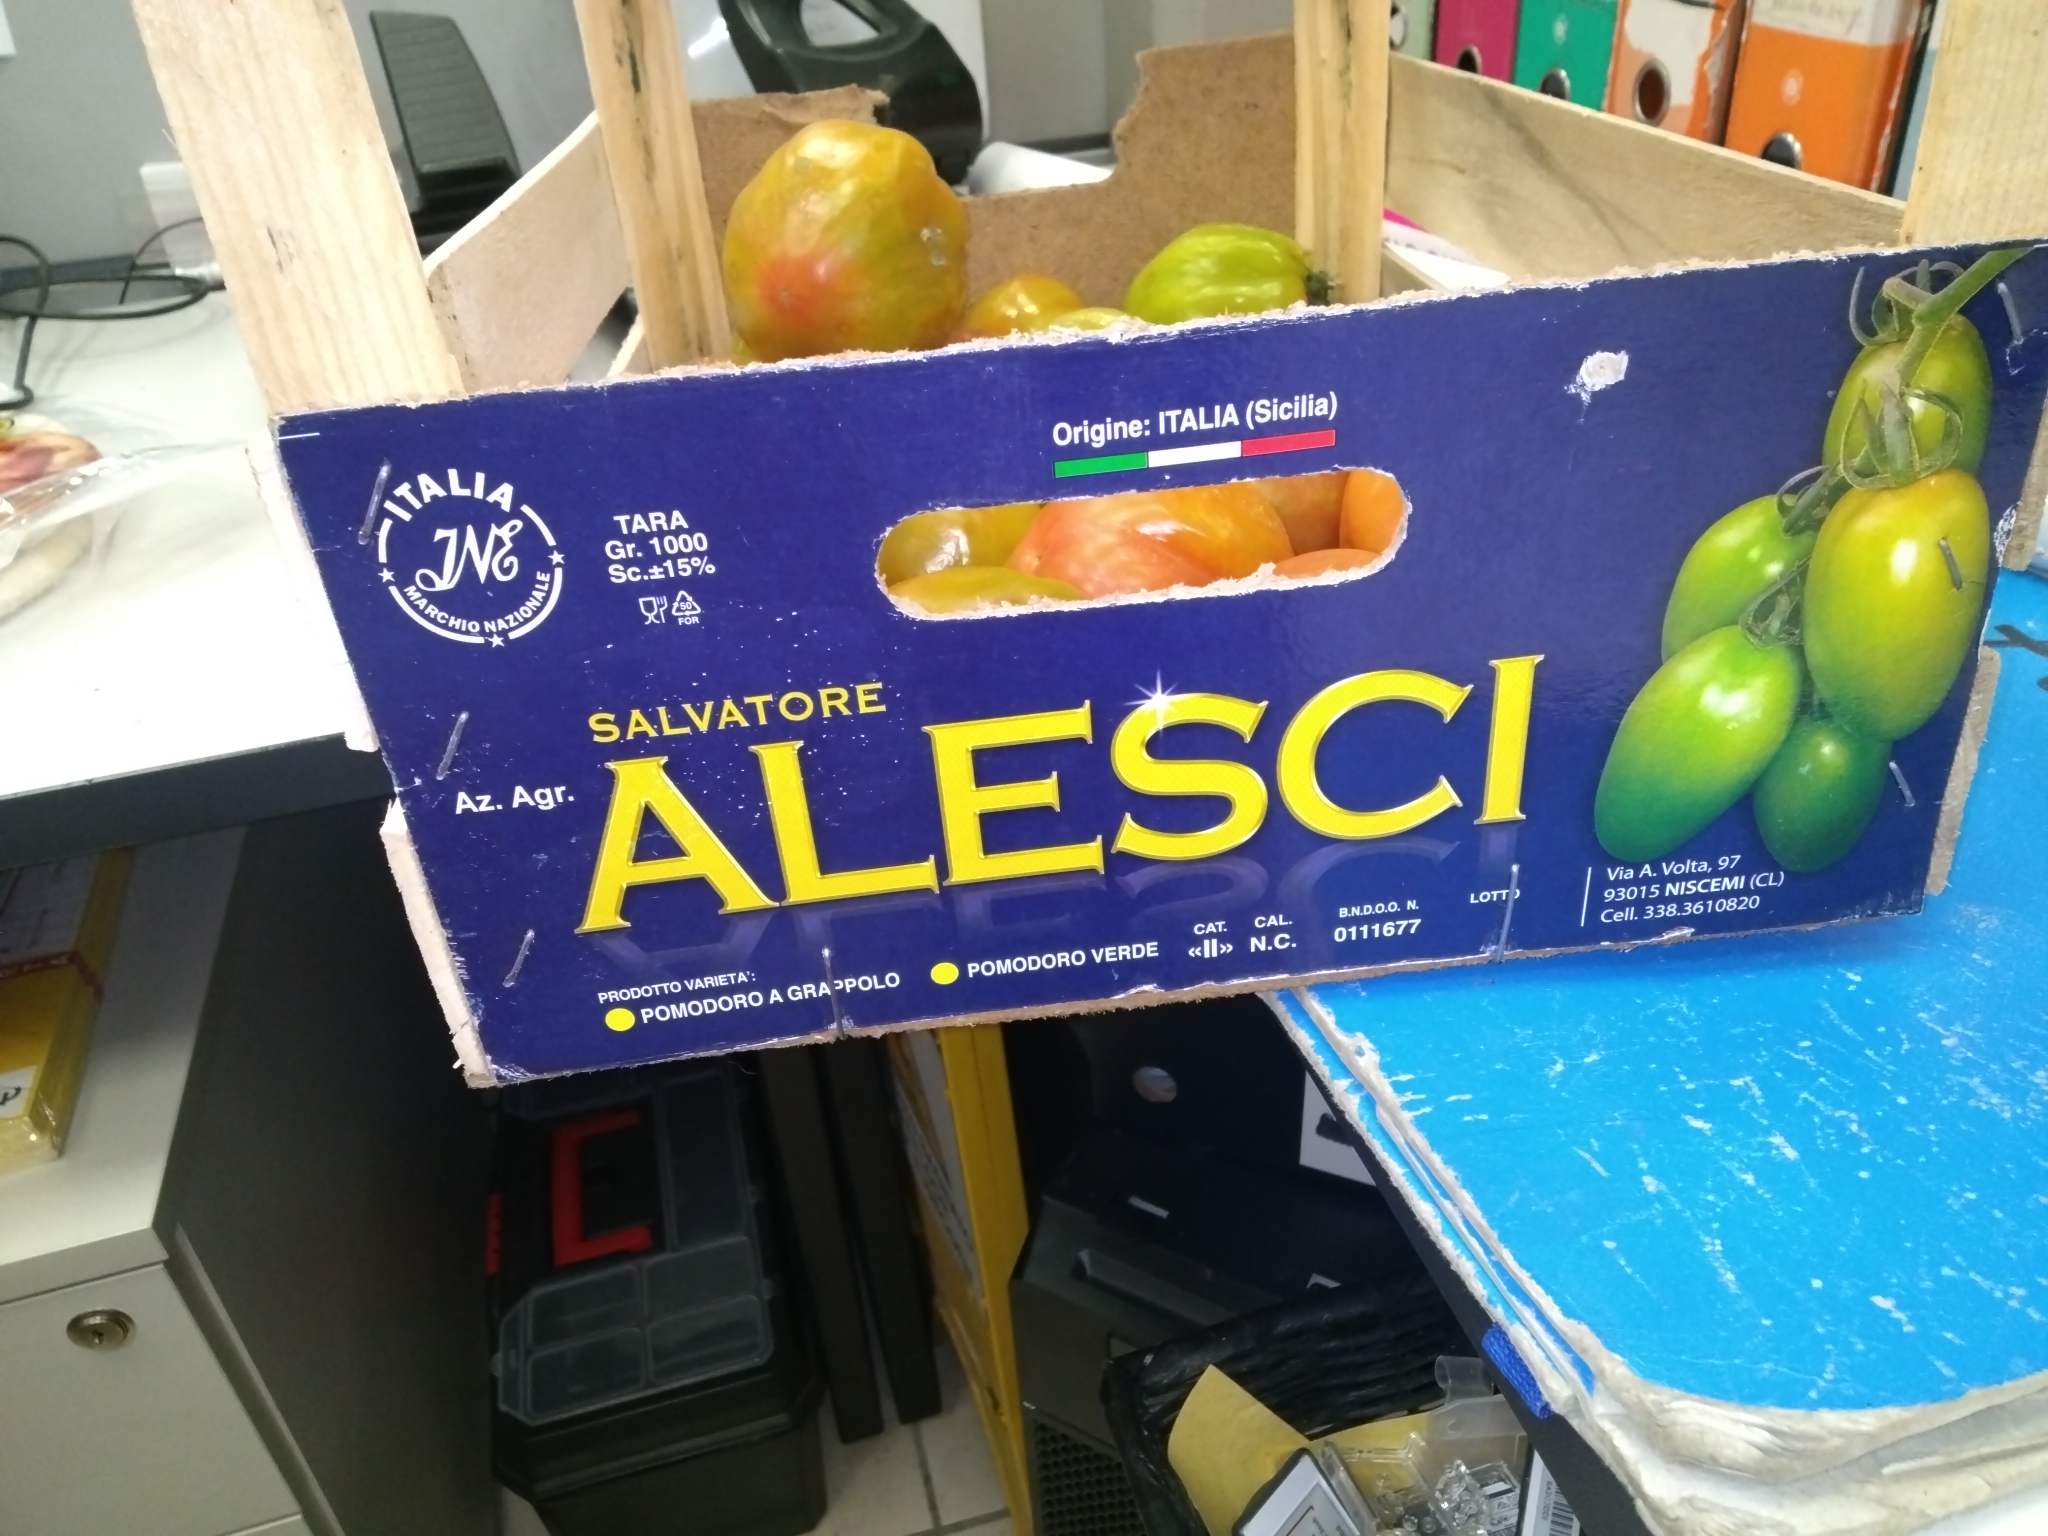 Origine: ITALIA (Sicilia)
ITALIA
JNE
MARCHIO NAZIONALE
TARA
Gr. 1000
Sc.±15%
50
FOR
SALVATORE
Az. Agr.
ALESCI
PRODOTTO VARIETA':
POMODORO A GRAPPOLO
POMODORO VERDE
CAT.
«II»
CAL.
N.C.
B.N.D.O.O. N.
0111677
LOTTO
Via A. Volta, 97
93015 NISCEMI (CL)
Cell. 338.3610820